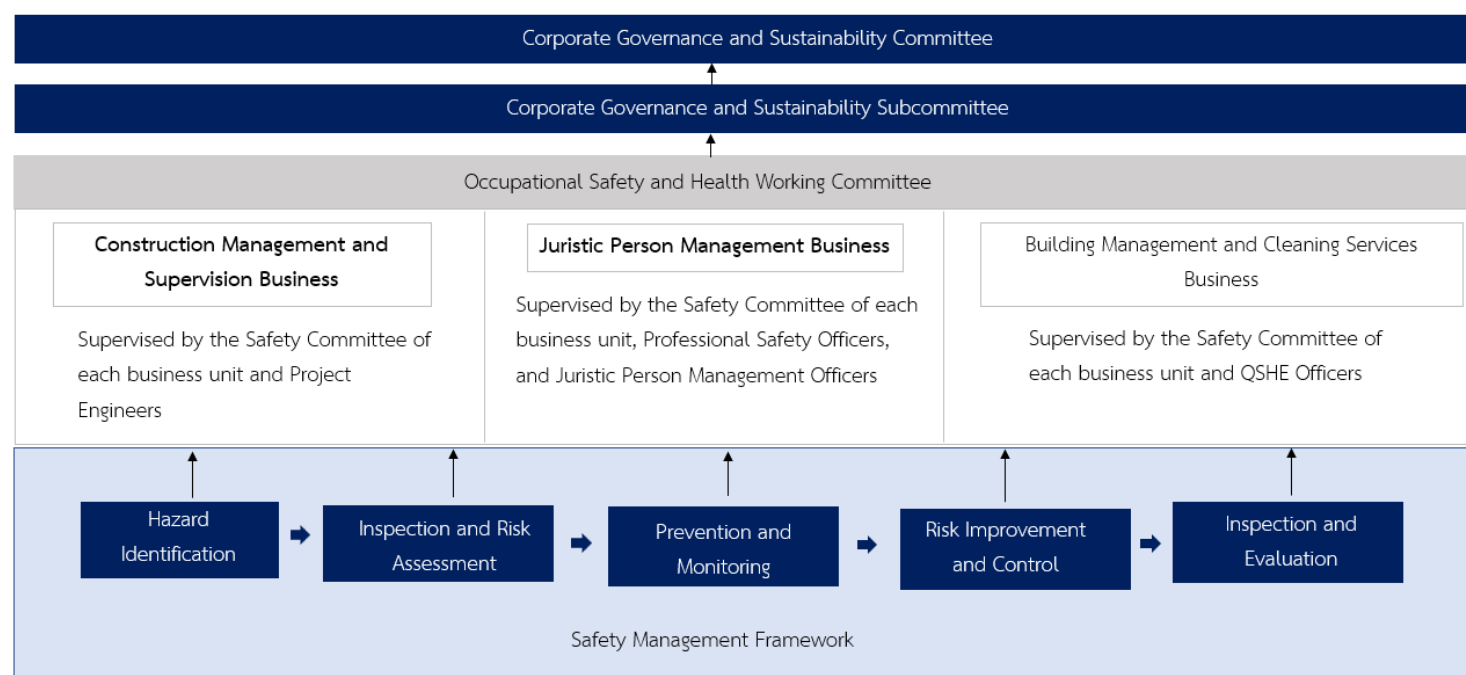 Corporate Governance and Sustainability Committee
Corporate Governance and Sustainability Subcommittee
Occupational Safety and Health Working Committee
Construction Management and
Supervision Business
Supervised by the Safety Committee of
each business unit and Project
Engineers
Juristic Person Management Business
Supervised by the Safety Committee of each
business unit, Professional Safety Officers,
and Juristic Person Management Officers
Building Management and Cleaning Services
Business
Supervised by the Safety Committee of
each business unit and QSHE Officers
Hazard
Identification
Inspection and Risk
Assessment
Prevention and
Monitoring
Risk Improvement
and Control
Inspection and
Evaluation
Safety Management Framework